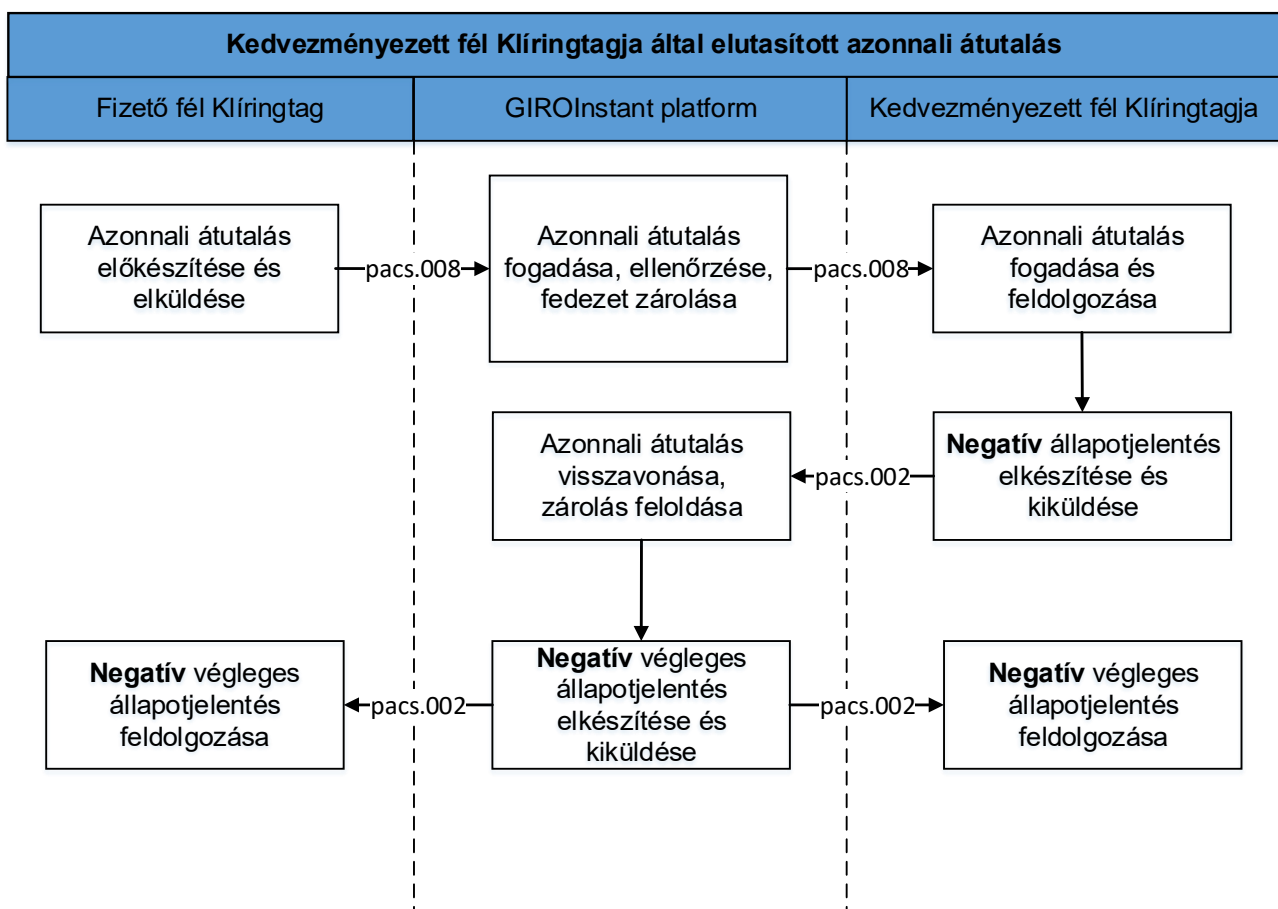 Kedvezményezett fél Klíringtagja által elutasított azonnali átutalás
Fizető fél Klíringtag
GIROInstant platform
Kedvezményezett fél Klíringtagja
Azonnali átutalás
előkészítése és
elküldése
pacs.008
Azonnali átutalás
fogadása, ellenőrzése,
fedezet zárolása
pacs.008
Azonnali átutalás
fogadása és
feldolgozása
Azonnali átutalás
visszavonása,
zárolás feloldása
pacs.002
Negatív állapotjelentés
elkészítése és
kiküldése
Negatív végleges
állapotjelentés
feldolgozása
pacs.002
Negatív végleges
állapotjelentés
elkészítése és
kiküldése
pacs.002
Negatív végleges
állapotjelentés
feldolgozása